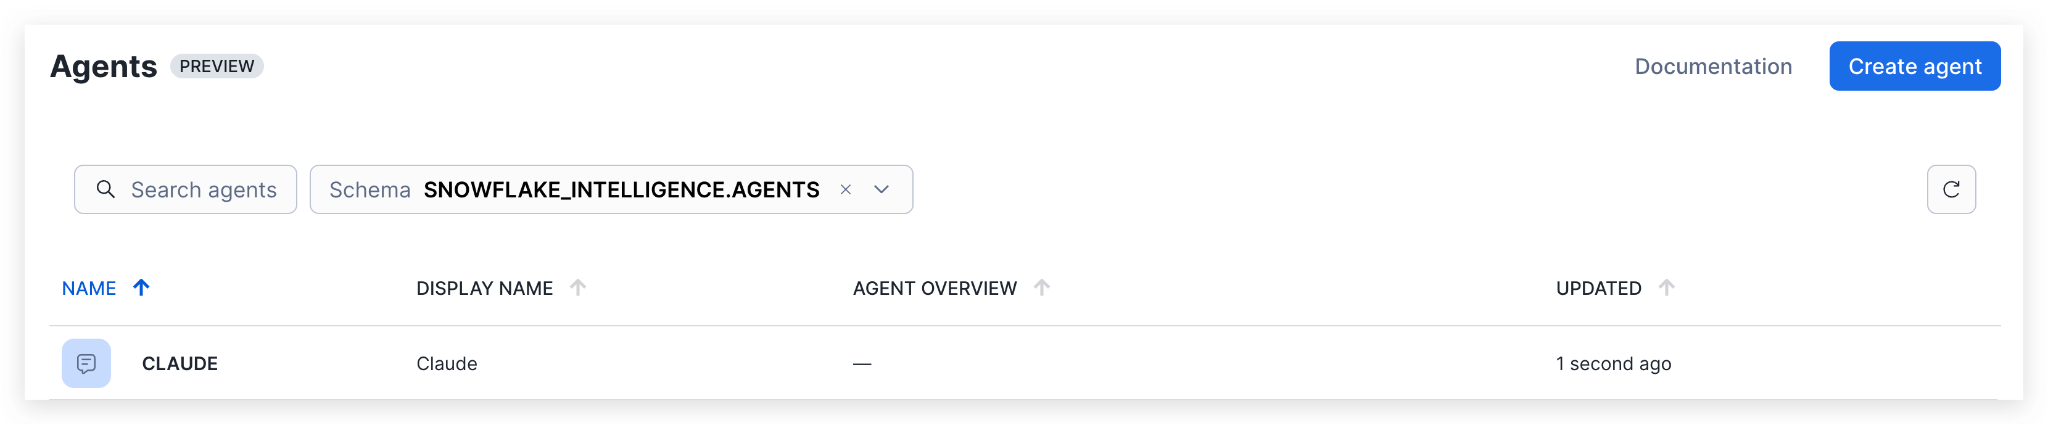 Agents PREVIEW Documentation Create agent
Search agents Schema SNOWFLAKE_INTELLIGENCE.AGENTS
NAME DISPLAY NAME AGENT OVERVIEW UPDATED
CLAUDE Claude — 1 second ago